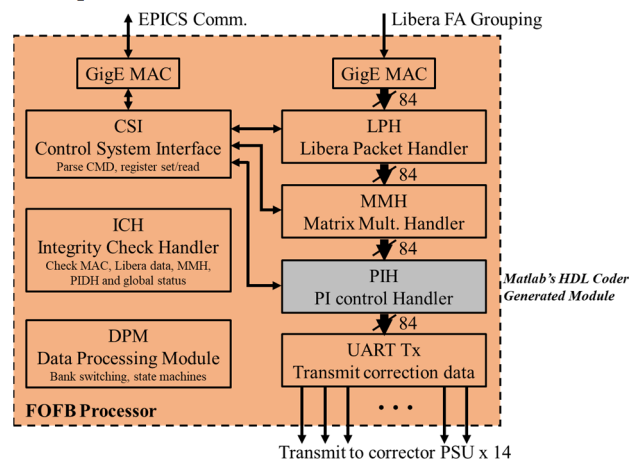 EPICS Comm.
Libera FA Grouping
GigE MAC
GigE MAC
84
CSI
Control System Interface
Parse CMD, register set/read
LPH
Libera Packet Handler
84
MMH
Matrix Mult. Handler
84
ICH
Integrity Check Handler
Check MAC, Libera data, MMH,
PIDH and global status
PIH
PI control Handler
Matlab's HDL Coder
Generated Module
84
DPM
Data Processing Module
Bank switching, state machines
UART Tx
Transmit correction data
FOFB Processor
Transmit to corrector PSU x 14